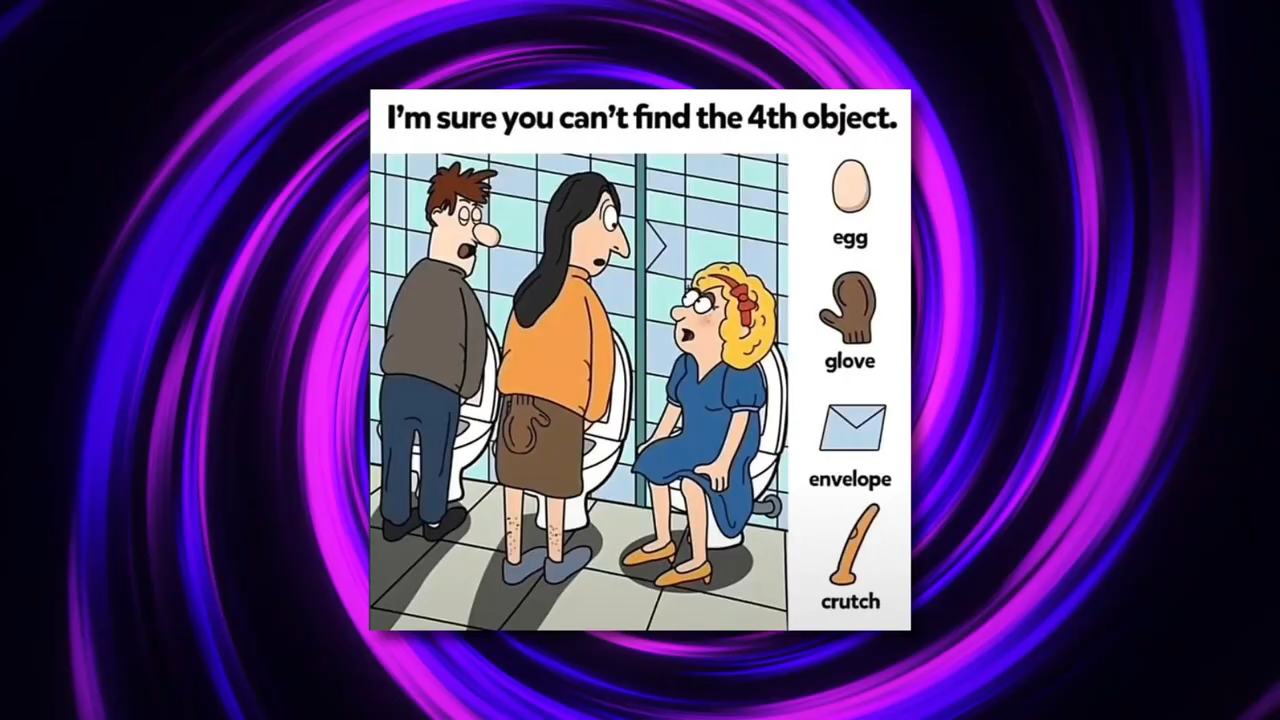 I'm sure you can't find the 4th object.
egg
glove
envelope
crutch